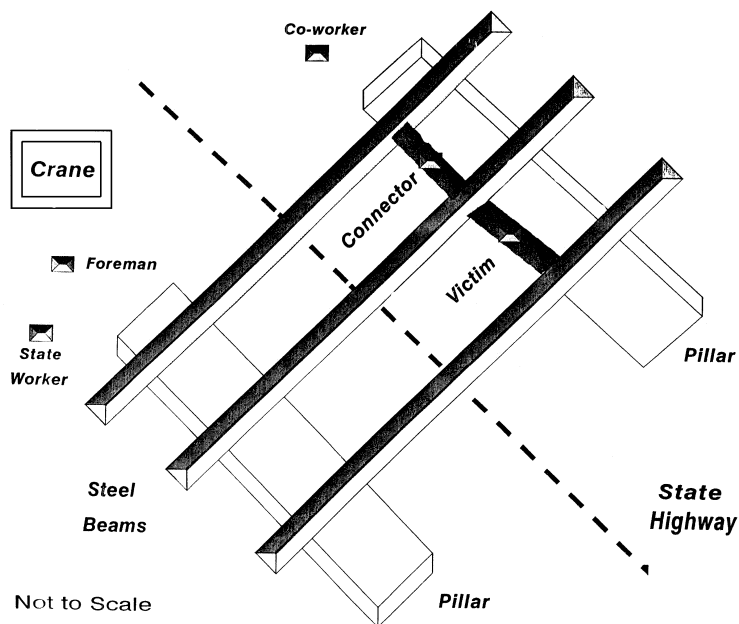 Co-worker
Crane
Connector
Foreman
Victim
State
Worker
Pillar
Steel
Beams
State
Highway
Not to Scale
Pillar